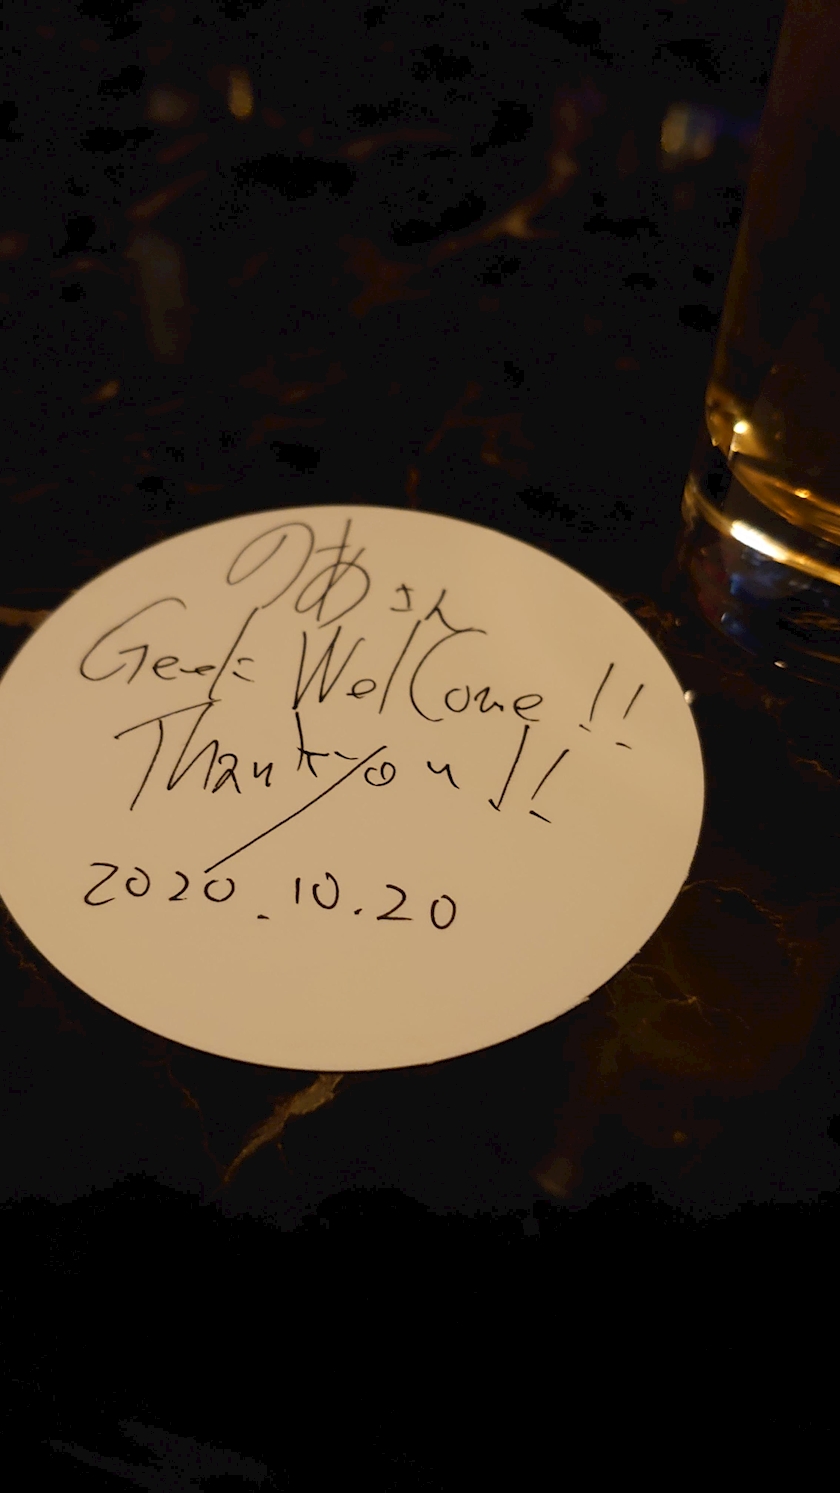 のあさん
Geek Welcome !!
Thank you !!
2020.10.20